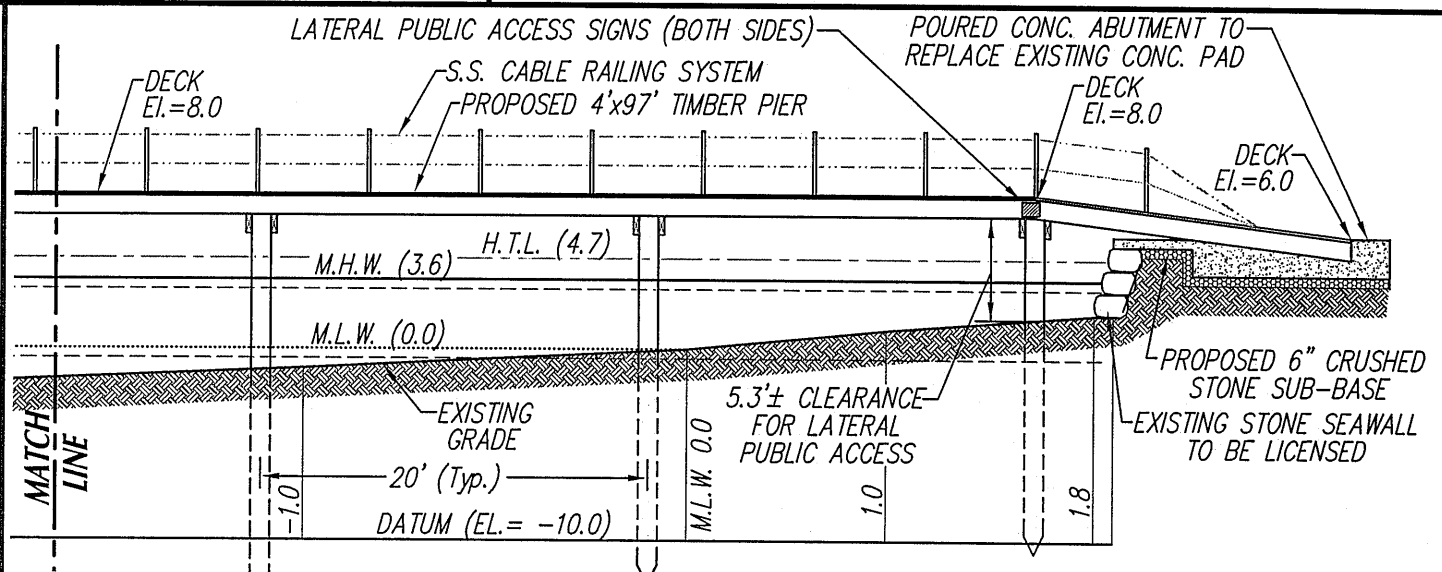 LATERAL PUBLIC ACCESS SIGNS (BOTH SIDES)
POURED CONC. ABUTMENT TO
REPLACE EXISTING CONC. PAD
S.S. CABLE RAILING SYSTEM
DECK
El.=8.0
PROPOSED 4'x97' TIMBER PIER
DECK
El.=8.0
DECK
El.=6.0
H.T.L. (4.7)
M.H.W. (3.6)
M.L.W. (0.0)
PROPOSED 6" CRUSHED
STONE SUB-BASE
5.3'± CLEARANCE
FOR LATERAL
PUBLIC ACCESS
EXISTING
GRADE
EXISTING STONE SEAWALL
TO BE LICENSED
MATCH
LINE
20' (Typ.)
-1.0
M.L.W. 0.0
1.0
1.8
DATUM (EL.= -10.0)